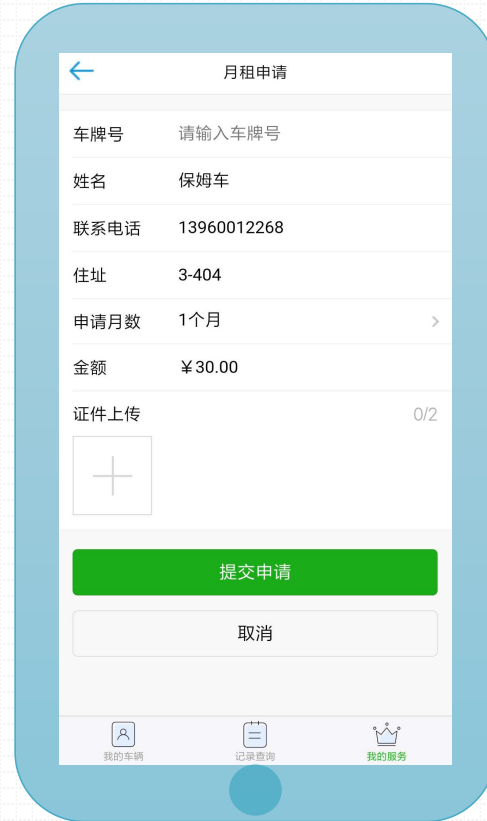 月租申请
车牌号 请输入车牌号
姓名 保姆车
联系电话 13960012268
住址 3-404
申请月数 1个月
金额 ￥30.00
证件上传 0/2
提交申请
取消
我的车辆 记录查询 我的服务